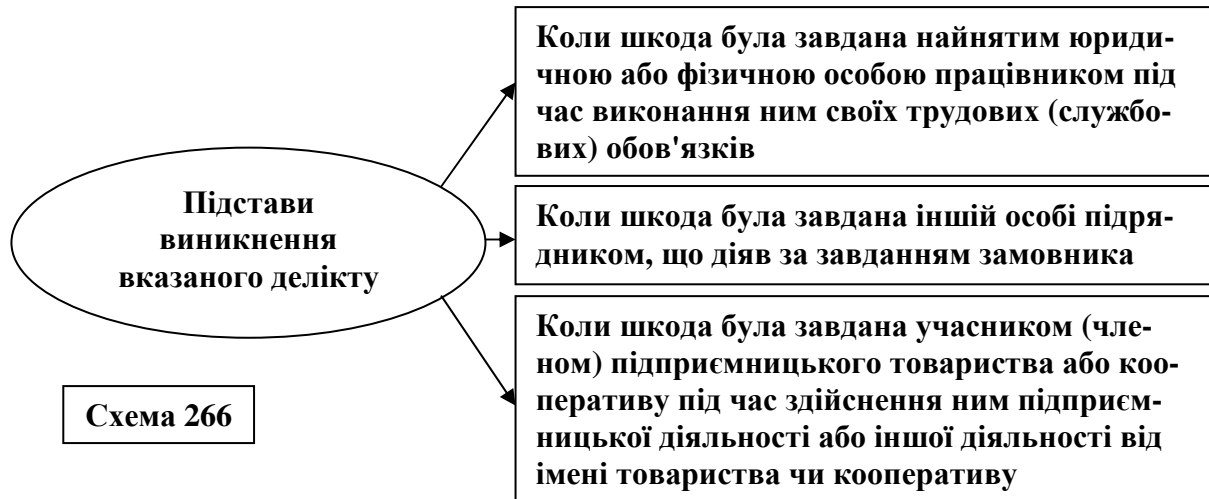 Коли шкода була завдана найнятим юриди-
чною або фізичною особою працівником під
час виконання ним своїх трудових (службо-
вих) обов'язків
Підстави
виникнення
вказаного делікту
Коли шкода була завдана іншій особі підря-
дником, що діяв за завданням замовника
Коли шкода була завдана учасником (чле-
ном) підприємницького товариства або коо-
перативу під час здійснення ним підприєм-
ницької діяльності або іншої діяльності від
імені товариства чи кооперативу
Схема 266